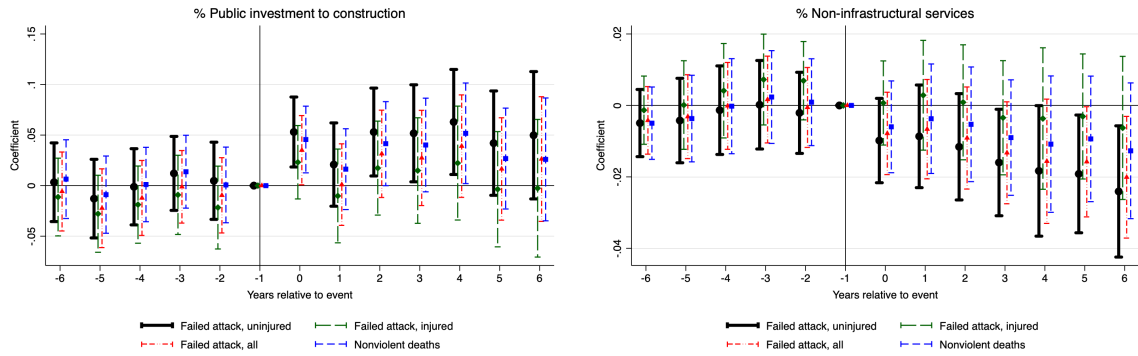 % Public investment to construction
.15
.1
.05
0
-.05
Coefficient
-6 -5 -4 -3 -2 -1 0 1 2 3 4 5 6
Years relative to event
Failed attack, uninjured Failed attack, injured
Failed attack, all Nonviolent deaths
% Non-infrastructural services
.02
0
-.02
-.04
Coefficient
-6 -5 -4 -3 -2 -1 0 1 2 3 4 5 6
Years relative to event
Failed attack, uninjured Failed attack, injured
Failed attack, all Nonviolent deaths